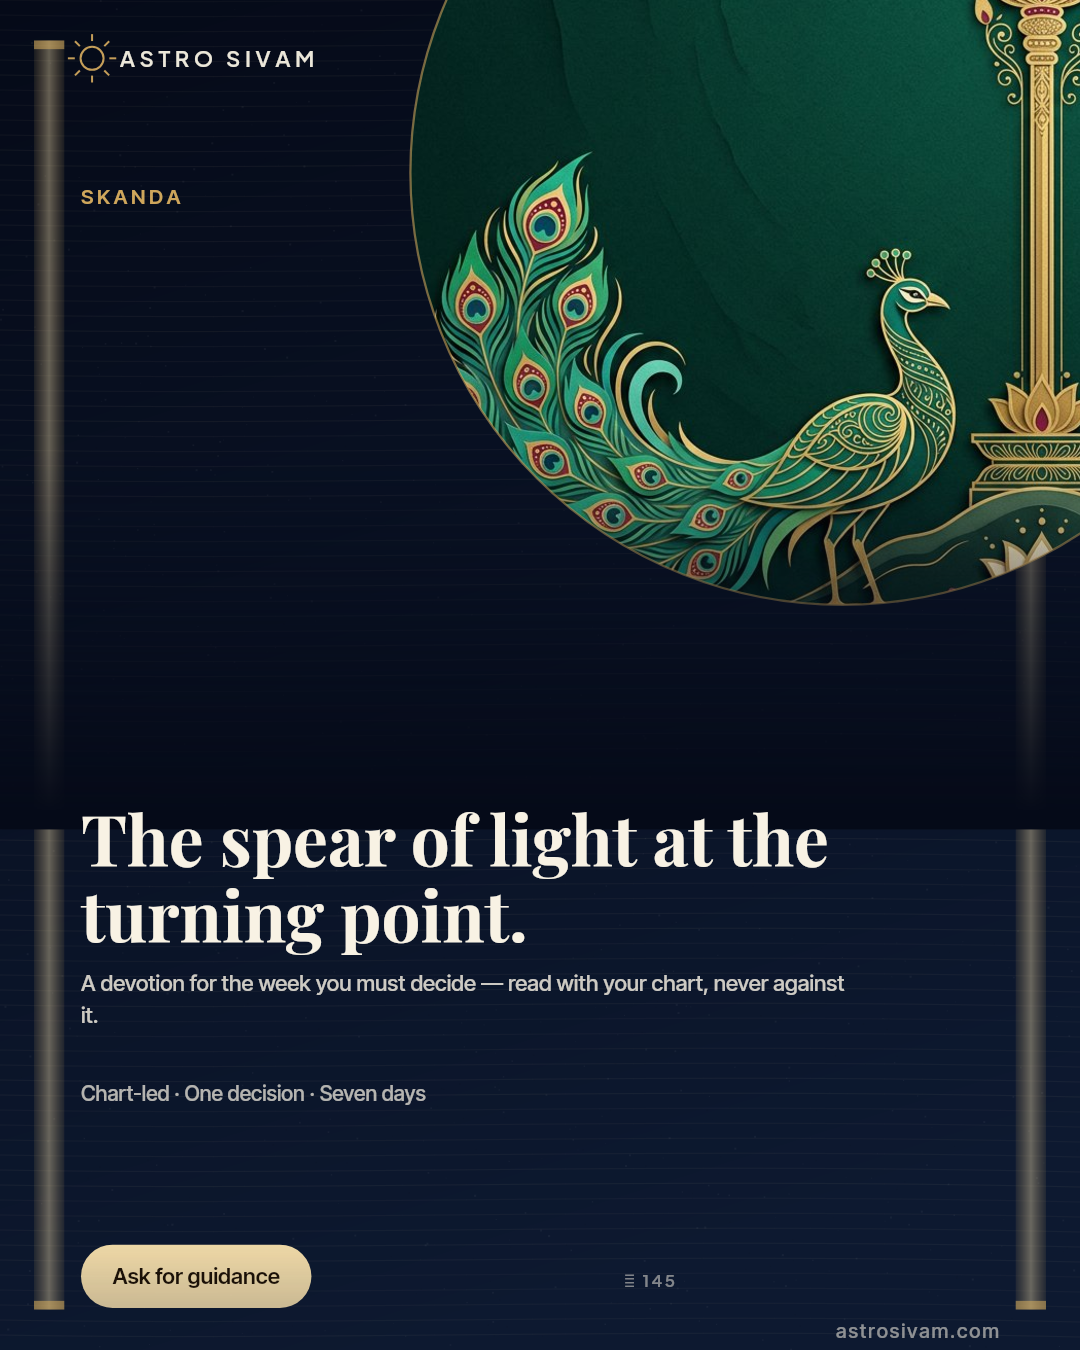 ASTRO SIVAM
SKANDA
The spear of light at the
turning point.
A devotion for the week you must decide — read with your chart, never against
it.
Chart-led · One decision · Seven days
Ask for guidance
145
astrosivam.com